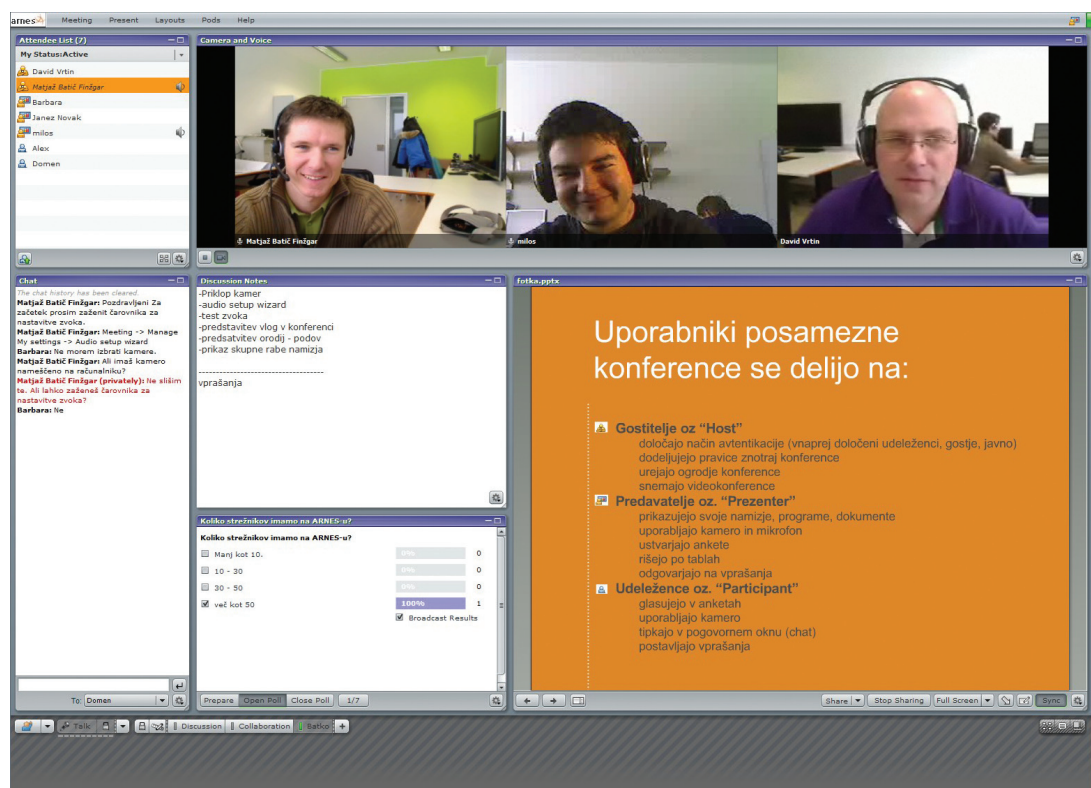 arnes
Meeting Present Layouts Pods Help
Attendee List (7)
My Status:Active
David Vrtin
Matjaž Batič Finžgar
Barbara
Janez Novak
milos
Alex
Domen
Camera and Voice
Matjaž Batič Finžgar
milos
David Vrtin
Chat
The chat history has been cleared.
Matjaž Batič Finžgar: Pozdravljeni Za
začetek prosim zaženit čarovnika za
nastavitve zvoka.
Matjaž Batič Finžgar: Meeting -> Manage
My settings -> Audio setup wizard
Barbara: Ne morem izbrati kamere.
Matjaž Batič Finžgar: Ali imaš kamero
nameščeno na računalniku?
Matjaž Batič Finžgar (privately): Ne slišim
te. Ali lahko zaženeš čarovnika za
nastavitve zvoka?
Barbara: Ne
To: Domen
Discussion Notes
-Priklop kamer
-audio setup wizard
-test zvoka
-predstavitev vlog v konferenci
-predsatvitev orodij - podov
-prikaz skupne rabe namizja
-----------------------------------
vprašanja
Koliko strežnikov imamo na ARNES-u?
Koliko strežnikov imamo na ARNES-u?
Manj kot 10. 0% 0
10 - 30 0% 0
30 - 50 0% 0
več kot 50 100% 1
Broadcast Results
Prepare Open Poll Close Poll 1/7
fotka.pptx
Uporabniki posamezne
konference se delijo na:
Gostitelje oz “Host”
določajo način avtentikacije (vnaprej določeni udeleženci, gostje, javno)
dodeljujejo pravice znotraj konference
urejajo ogrodje konference
snemajo videokonference
Predavatelje oz. “Prezenter”
prikazujejo svoje namizje, programe, dokumente
uporabljajo kamero in mikrofon
ustvarjajo ankete
rišejo po tablah
odgovarjajo na vprašanja
Udeležence oz. “Participant”
glasujejo v anketah
uporabljajo kamero
tipkajo v pogovornem oknu (chat)
postavljajo vprašanja
Share Stop Sharing Full Screen Sync
Talk Discussion Collaboration Batko +